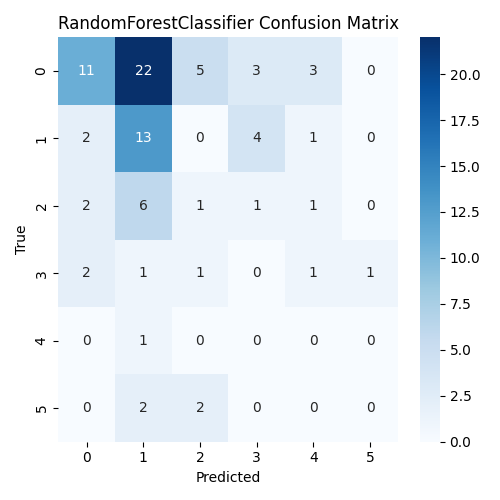 RandomForestClassifier Confusion Matrix
0 11 22 5 3 3 0
1 2 13 0 4 1 0
2 2 6 1 1 1 0
3 2 1 1 0 1 1
4 0 1 0 0 0 0
5 0 2 2 0 0 0
0 1 2 3 4 5
True
Predicted
20.0
17.5
15.0
12.5
10.0
7.5
5.0
2.5
0.0